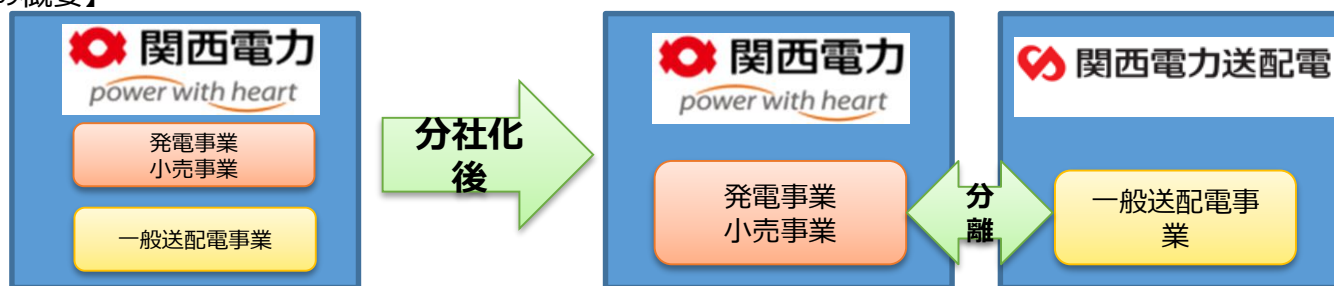 の概要】
関西電力
power with heart
発電事業
小売事業
一般送配電事業
分社化
後
関西電力
power with heart
発電事業
小売事業
分
離
関西電力送配電
一般送配電事
業